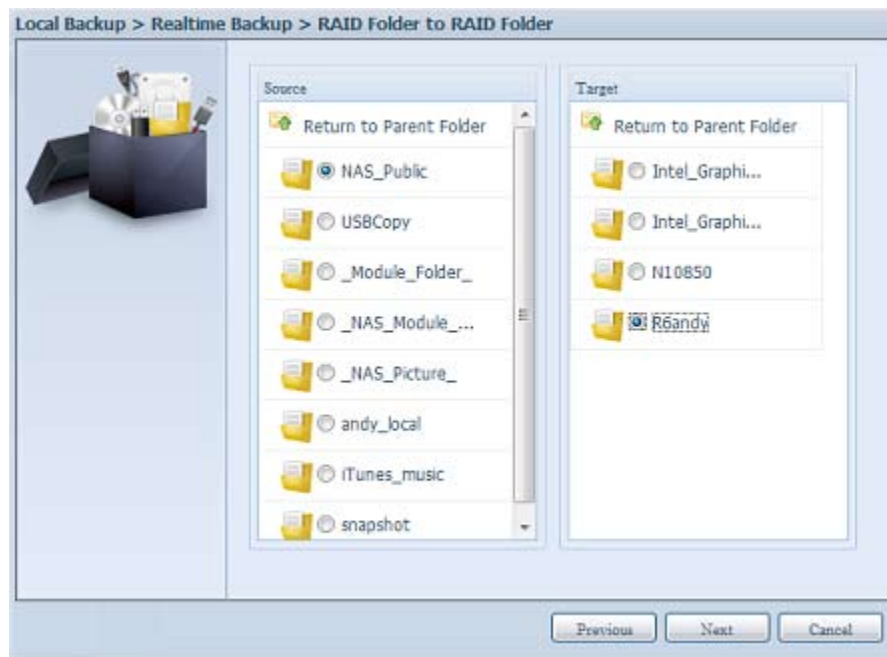 Local Backup > Realtime Backup > RAID Folder to RAID Folder
Source
Return to Parent Folder
NAS_Public
USBCopy
_Module_Folder_
_NAS_Module_...
_NAS_Picture_
andy_local
iTunes_music
snapshot
Target
Return to Parent Folder
Intel_Graphi...
Intel_Graphi...
N10850
R6andy
Previous
Next
Cancel